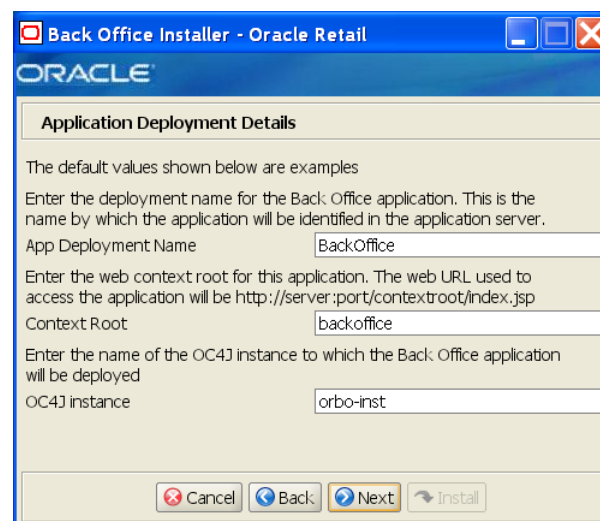 Back Office Installer - Oracle Retail
ORACLE
Application Deployment Details
The default values shown below are examples
Enter the deployment name for the Back Office application. This is the
name by which the application will be identified in the application server.
App Deployment Name BackOffice
Enter the web context root for this application. The web URL used to
access the application will be http://server:port/contextroot/index.jsp
Context Root backoffice
Enter the name of the OC4J instance to which the Back Office application
will be deployed
OC4J instance orbo-inst
Cancel Back Next Install